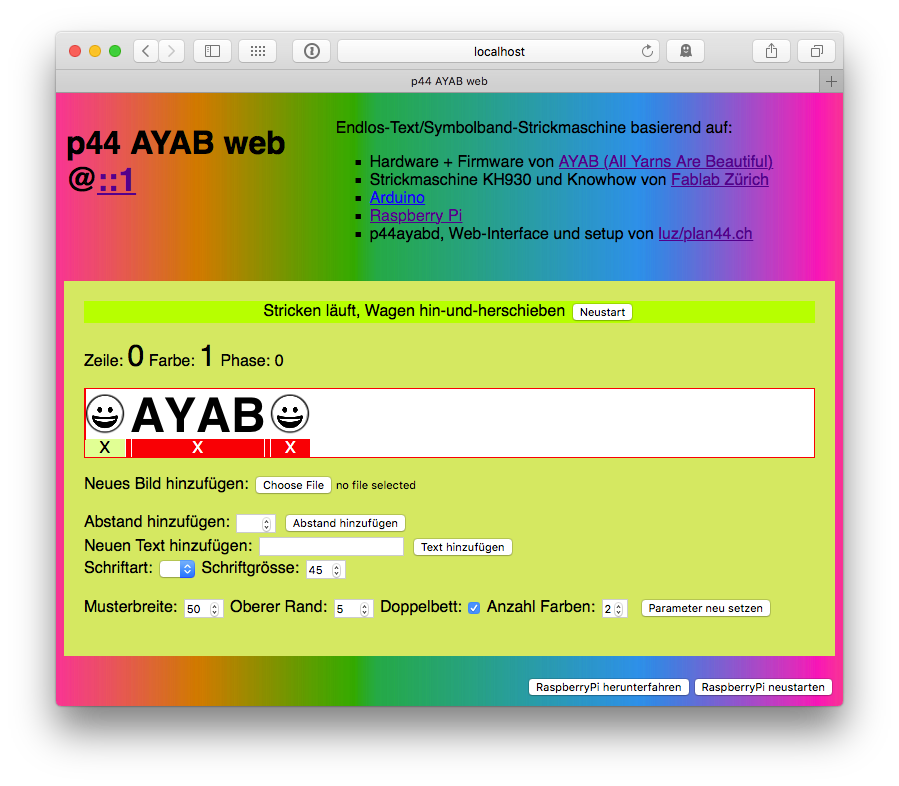 localhost
p44 AYAB web
p44 AYAB web
@::1
Endlos-Text/Symbolband-Strickmaschine basierend auf:
Hardware + Firmware von AYAB (All Yarns Are Beautiful)
Strickmaschine KH930 und Knowhow von Fablab Zürich
Arduino
Raspberry Pi
p44ayabd, Web-Interface und setup von luz/plan44.ch
Stricken läuft, Wagen hin-und-herschieben Neustart
Zeile: 0 Farbe: 1 Phase: 0
AYAB
X X X
Neues Bild hinzufügen: Choose File no file selected
Abstand hinzufügen: Abstand hinzufügen
Neuen Text hinzufügen: Text hinzufügen
Schriftart: Schriftgrösse: 45
Musterbreite: 50 Oberer Rand: 5 Doppelbett: Anzahl Farben: 2 Parameter neu setzen
RaspberryPi herunterfahren RaspberryPi neustarten